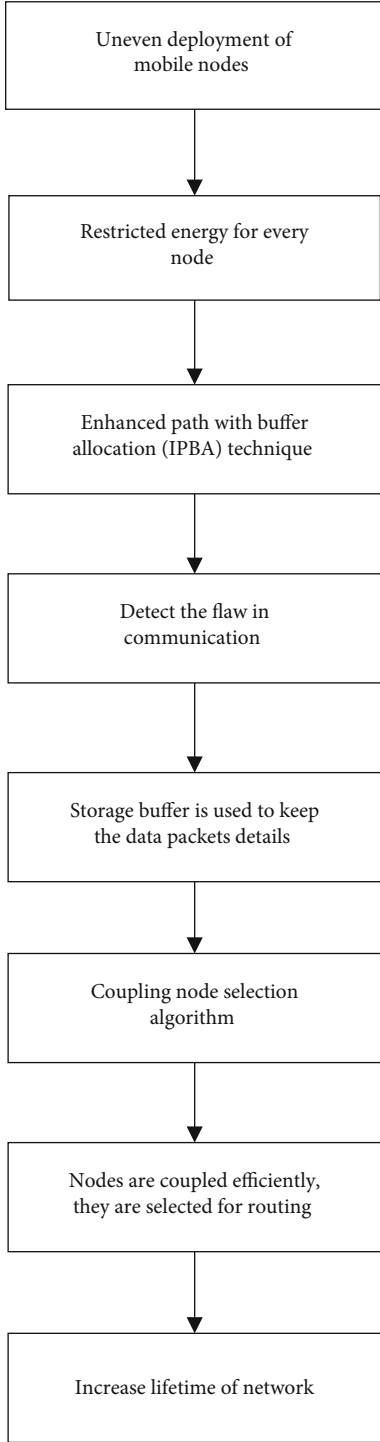 Uneven deployment of
mobile nodes
Restricted energy for every
node
Enhanced path with buffer
allocation (IPBA) technique
Detect the flaw in
communication
Storage buffer is used to keep
the data packets details
Coupling node selection
algorithm
Nodes are coupled efficiently,
they are selected for routing
Increase lifetime of network